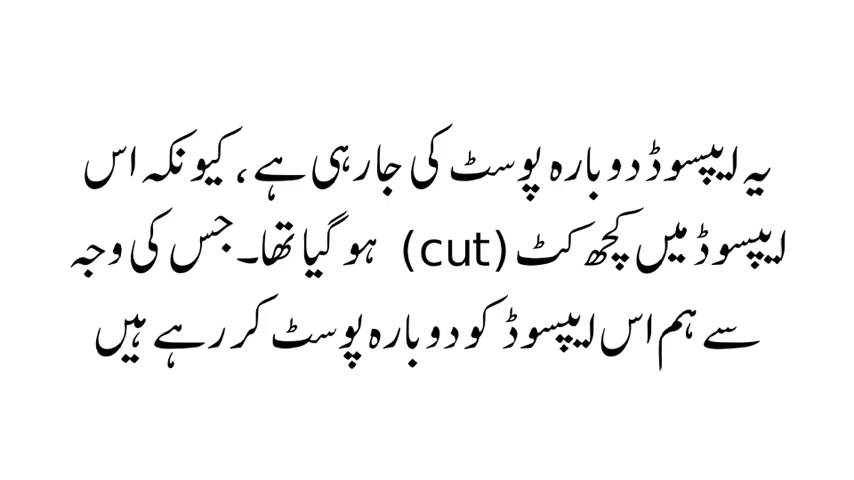 یہ ایپسوڈ دوبارہ پوسٹ کی جارہی ہے، کیونکہ اس
ایپسوڈ میں کچھ کٹ (cut) ہو گیا تھا۔ جس کی وجہ
سے ہم اس ایپسوڈ کو دوبارہ پوسٹ کر رہے ہیں